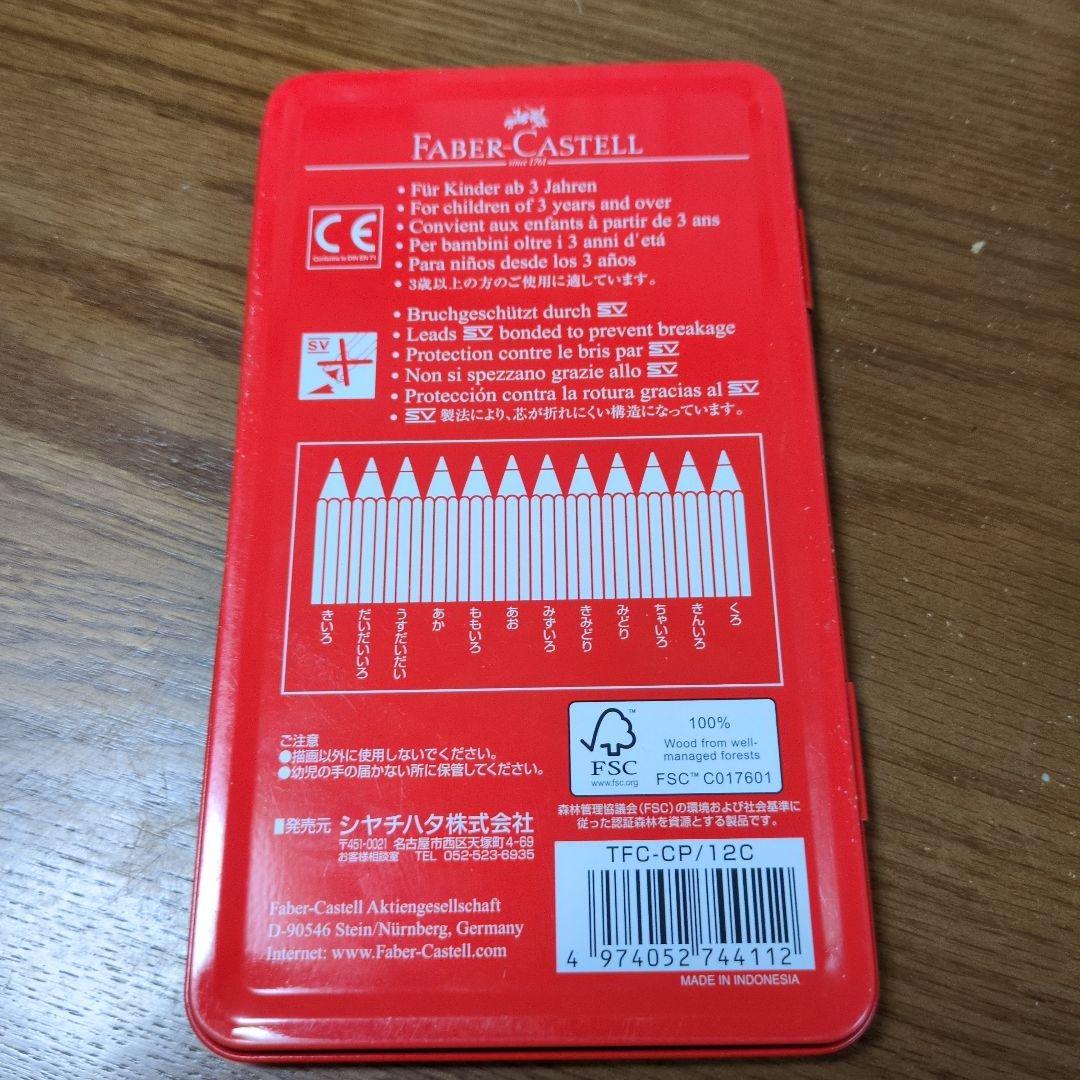 FABER-CASTELL
since 1761
• Für Kinder ab 3 Jahren
• For children of 3 years and over
• Convient aux enfants à partir de 3 ans
• Per bambini oltre i 3 anni d'etá
• Para niños desde los 3 años
• 3歳以上の方のご使用に適しています。
CE
Conforms to DIN EN 71
• Bruchgeschützt durch SV
• Leads SV bonded to prevent breakage
• Protection contre le bris par SV
• Non si spezzano grazie allo SV
• Protección contra la rotura gracias al SV
• SV 製法により、芯が折れにくい構造になっています。
SV
きいろ
だいだいいろ
うすだいだい
あか
ももいろ
あお
みずいろ
きみどり
みどり
ちゃいろ
きんいろ
くろ
ご注意
●描画以外に使用しないでください。
●幼児の手の届かない所に保管してください。
FSC
www.fsc.org
100%
Wood from well-
managed forests
FSC™ C017601
森林管理協議会(FSC)の環境および社会基準に
従った認証森林を資源とする製品です。
■発売元 シヤチハタ株式会社
〒451-0021 名古屋市西区天塚町4-69
お客様相談室 TEL 052-523-6935
Faber-Castell Aktiengesellschaft
D-90546 Stein/Nürnberg, Germany
Internet: www.Faber-Castell.com
TFC-CP/12C
4 974052 744112
MADE IN INDONESIA